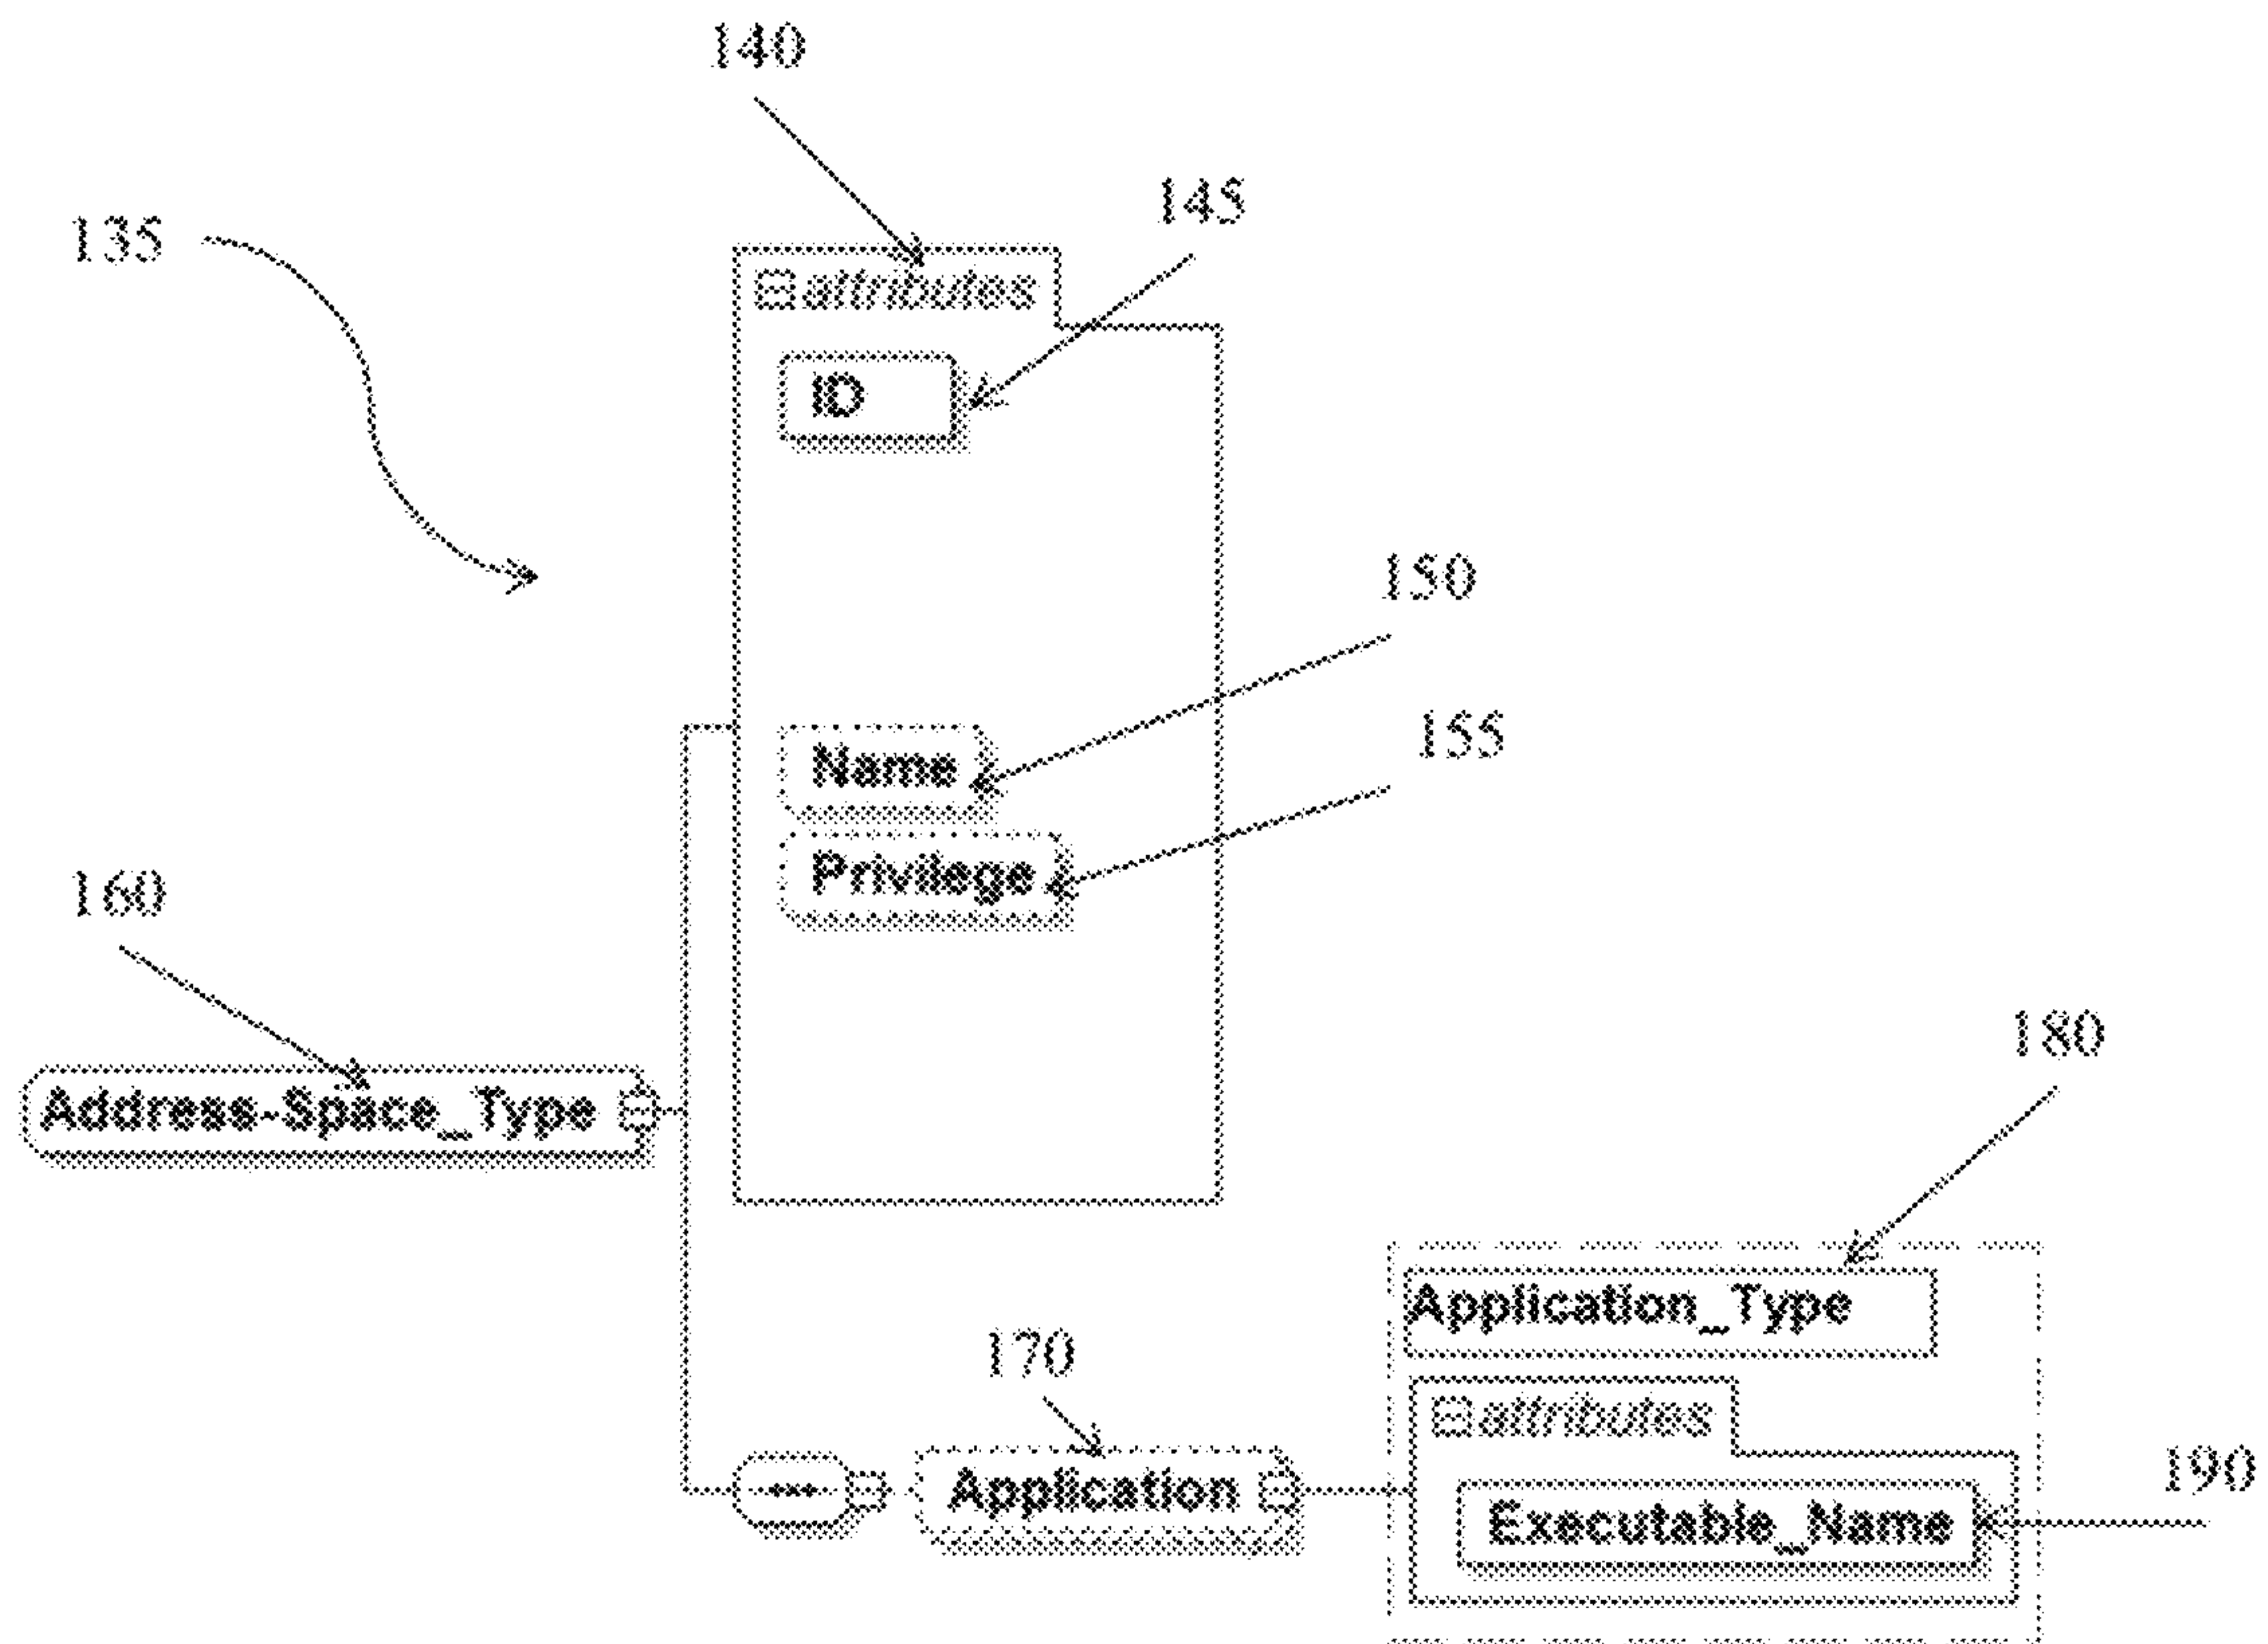 140
145
135
attributes
ID
150
Name
155
Privilege
160
Address-Space_Type
180
Application_Type
170
attributes
Application
190
Executable_Name